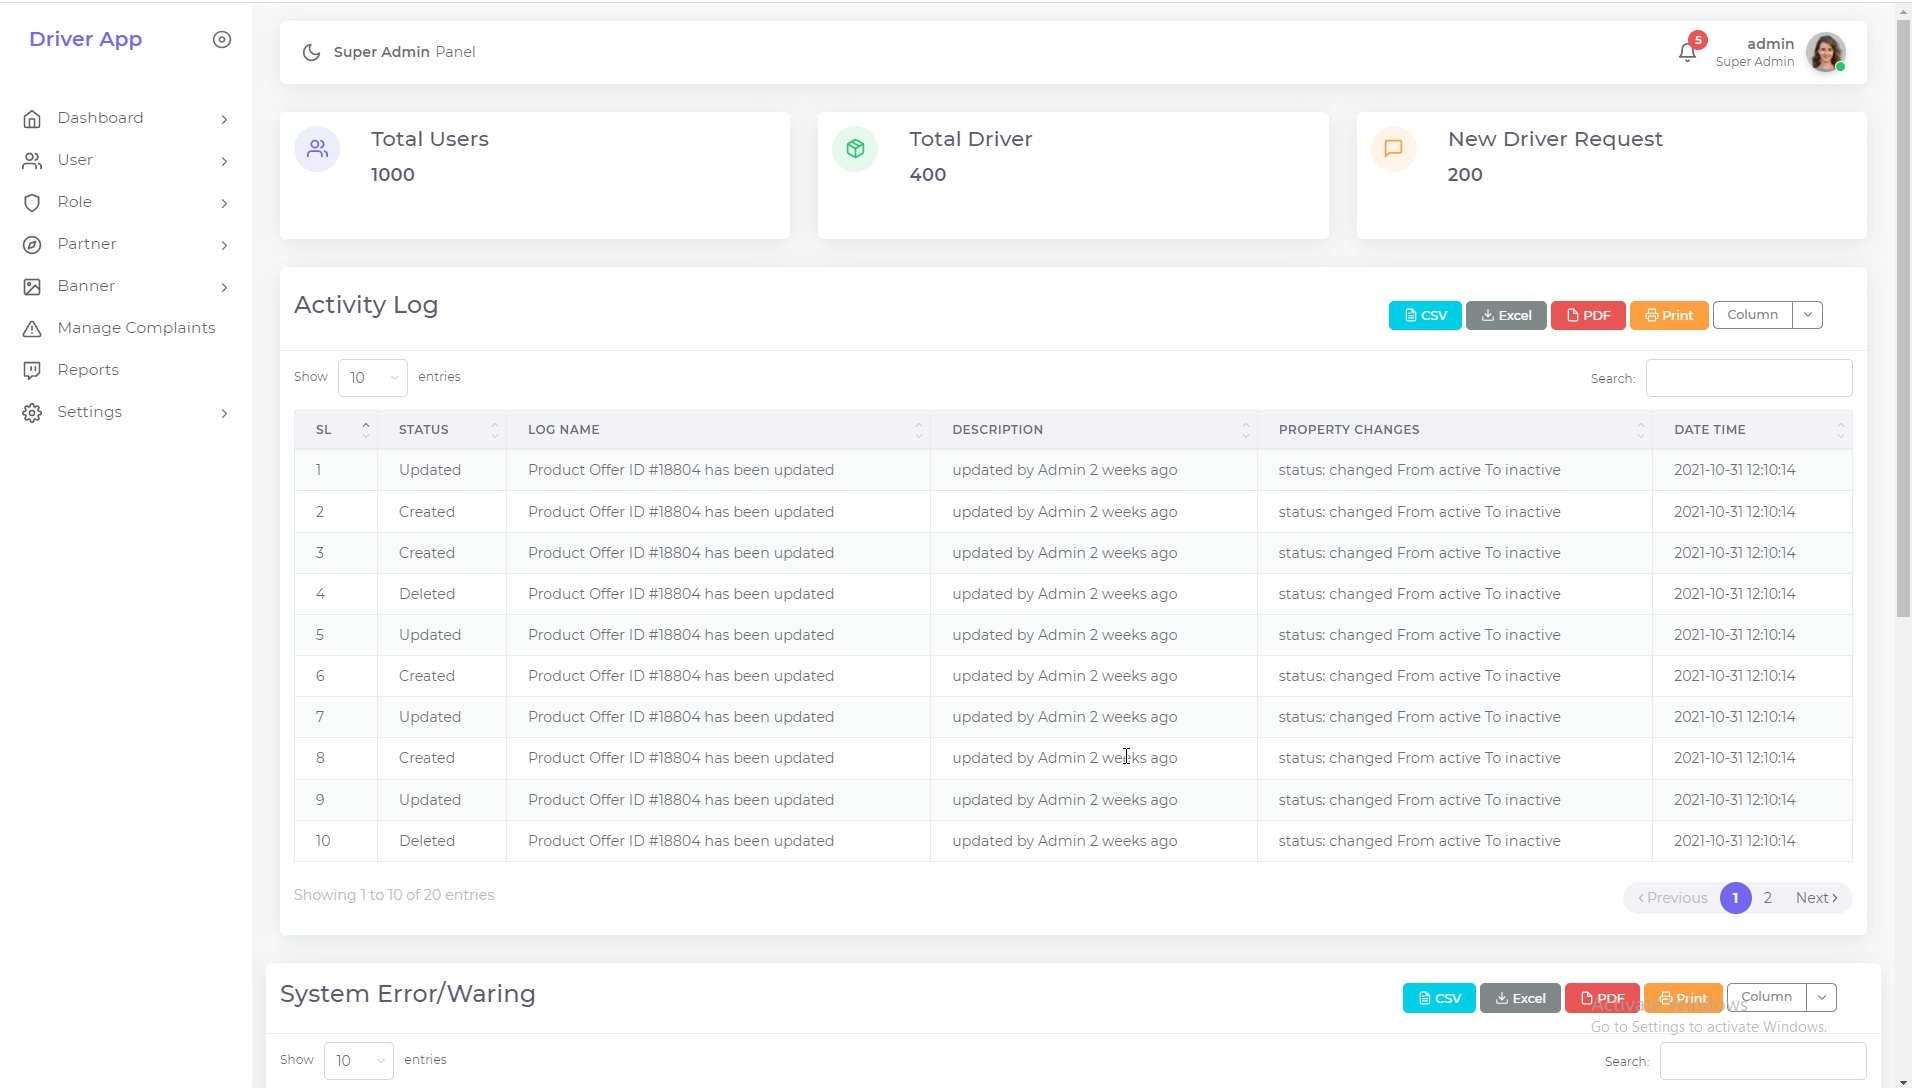 Driver App
Super Admin Panel
5
admin
Super Admin
Dashboard
User
Role
Partner
Banner
Manage Complaints
Reports
Settings
Total Users
1000
Total Driver
400
New Driver Request
200
Activity Log
CSV Excel PDF Print Column
Show 10 entries
Search:
SL STATUS LOG NAME DESCRIPTION PROPERTY CHANGES DATE TIME
1 Updated Product Offer ID #18804 has been updated updated by Admin 2 weeks ago status: changed From active To inactive 2021-10-31 12:10:14
2 Created Product Offer ID #18804 has been updated updated by Admin 2 weeks ago status: changed From active To inactive 2021-10-31 12:10:14
3 Created Product Offer ID #18804 has been updated updated by Admin 2 weeks ago status: changed From active To inactive 2021-10-31 12:10:14
4 Deleted Product Offer ID #18804 has been updated updated by Admin 2 weeks ago status: changed From active To inactive 2021-10-31 12:10:14
5 Updated Product Offer ID #18804 has been updated updated by Admin 2 weeks ago status: changed From active To inactive 2021-10-31 12:10:14
6 Created Product Offer ID #18804 has been updated updated by Admin 2 weeks ago status: changed From active To inactive 2021-10-31 12:10:14
7 Updated Product Offer ID #18804 has been updated updated by Admin 2 weeks ago status: changed From active To inactive 2021-10-31 12:10:14
8 Created Product Offer ID #18804 has been updated updated by Admin 2 weeks ago status: changed From active To inactive 2021-10-31 12:10:14
9 Updated Product Offer ID #18804 has been updated updated by Admin 2 weeks ago status: changed From active To inactive 2021-10-31 12:10:14
10 Deleted Product Offer ID #18804 has been updated updated by Admin 2 weeks ago status: changed From active To inactive 2021-10-31 12:10:14
Showing 1 to 10 of 20 entries
Previous 1 2 Next
System Error/Waring
CSV Excel PDF Print Column
Activate Windows
Go to Settings to activate Windows.
Show 10 entries
Search: